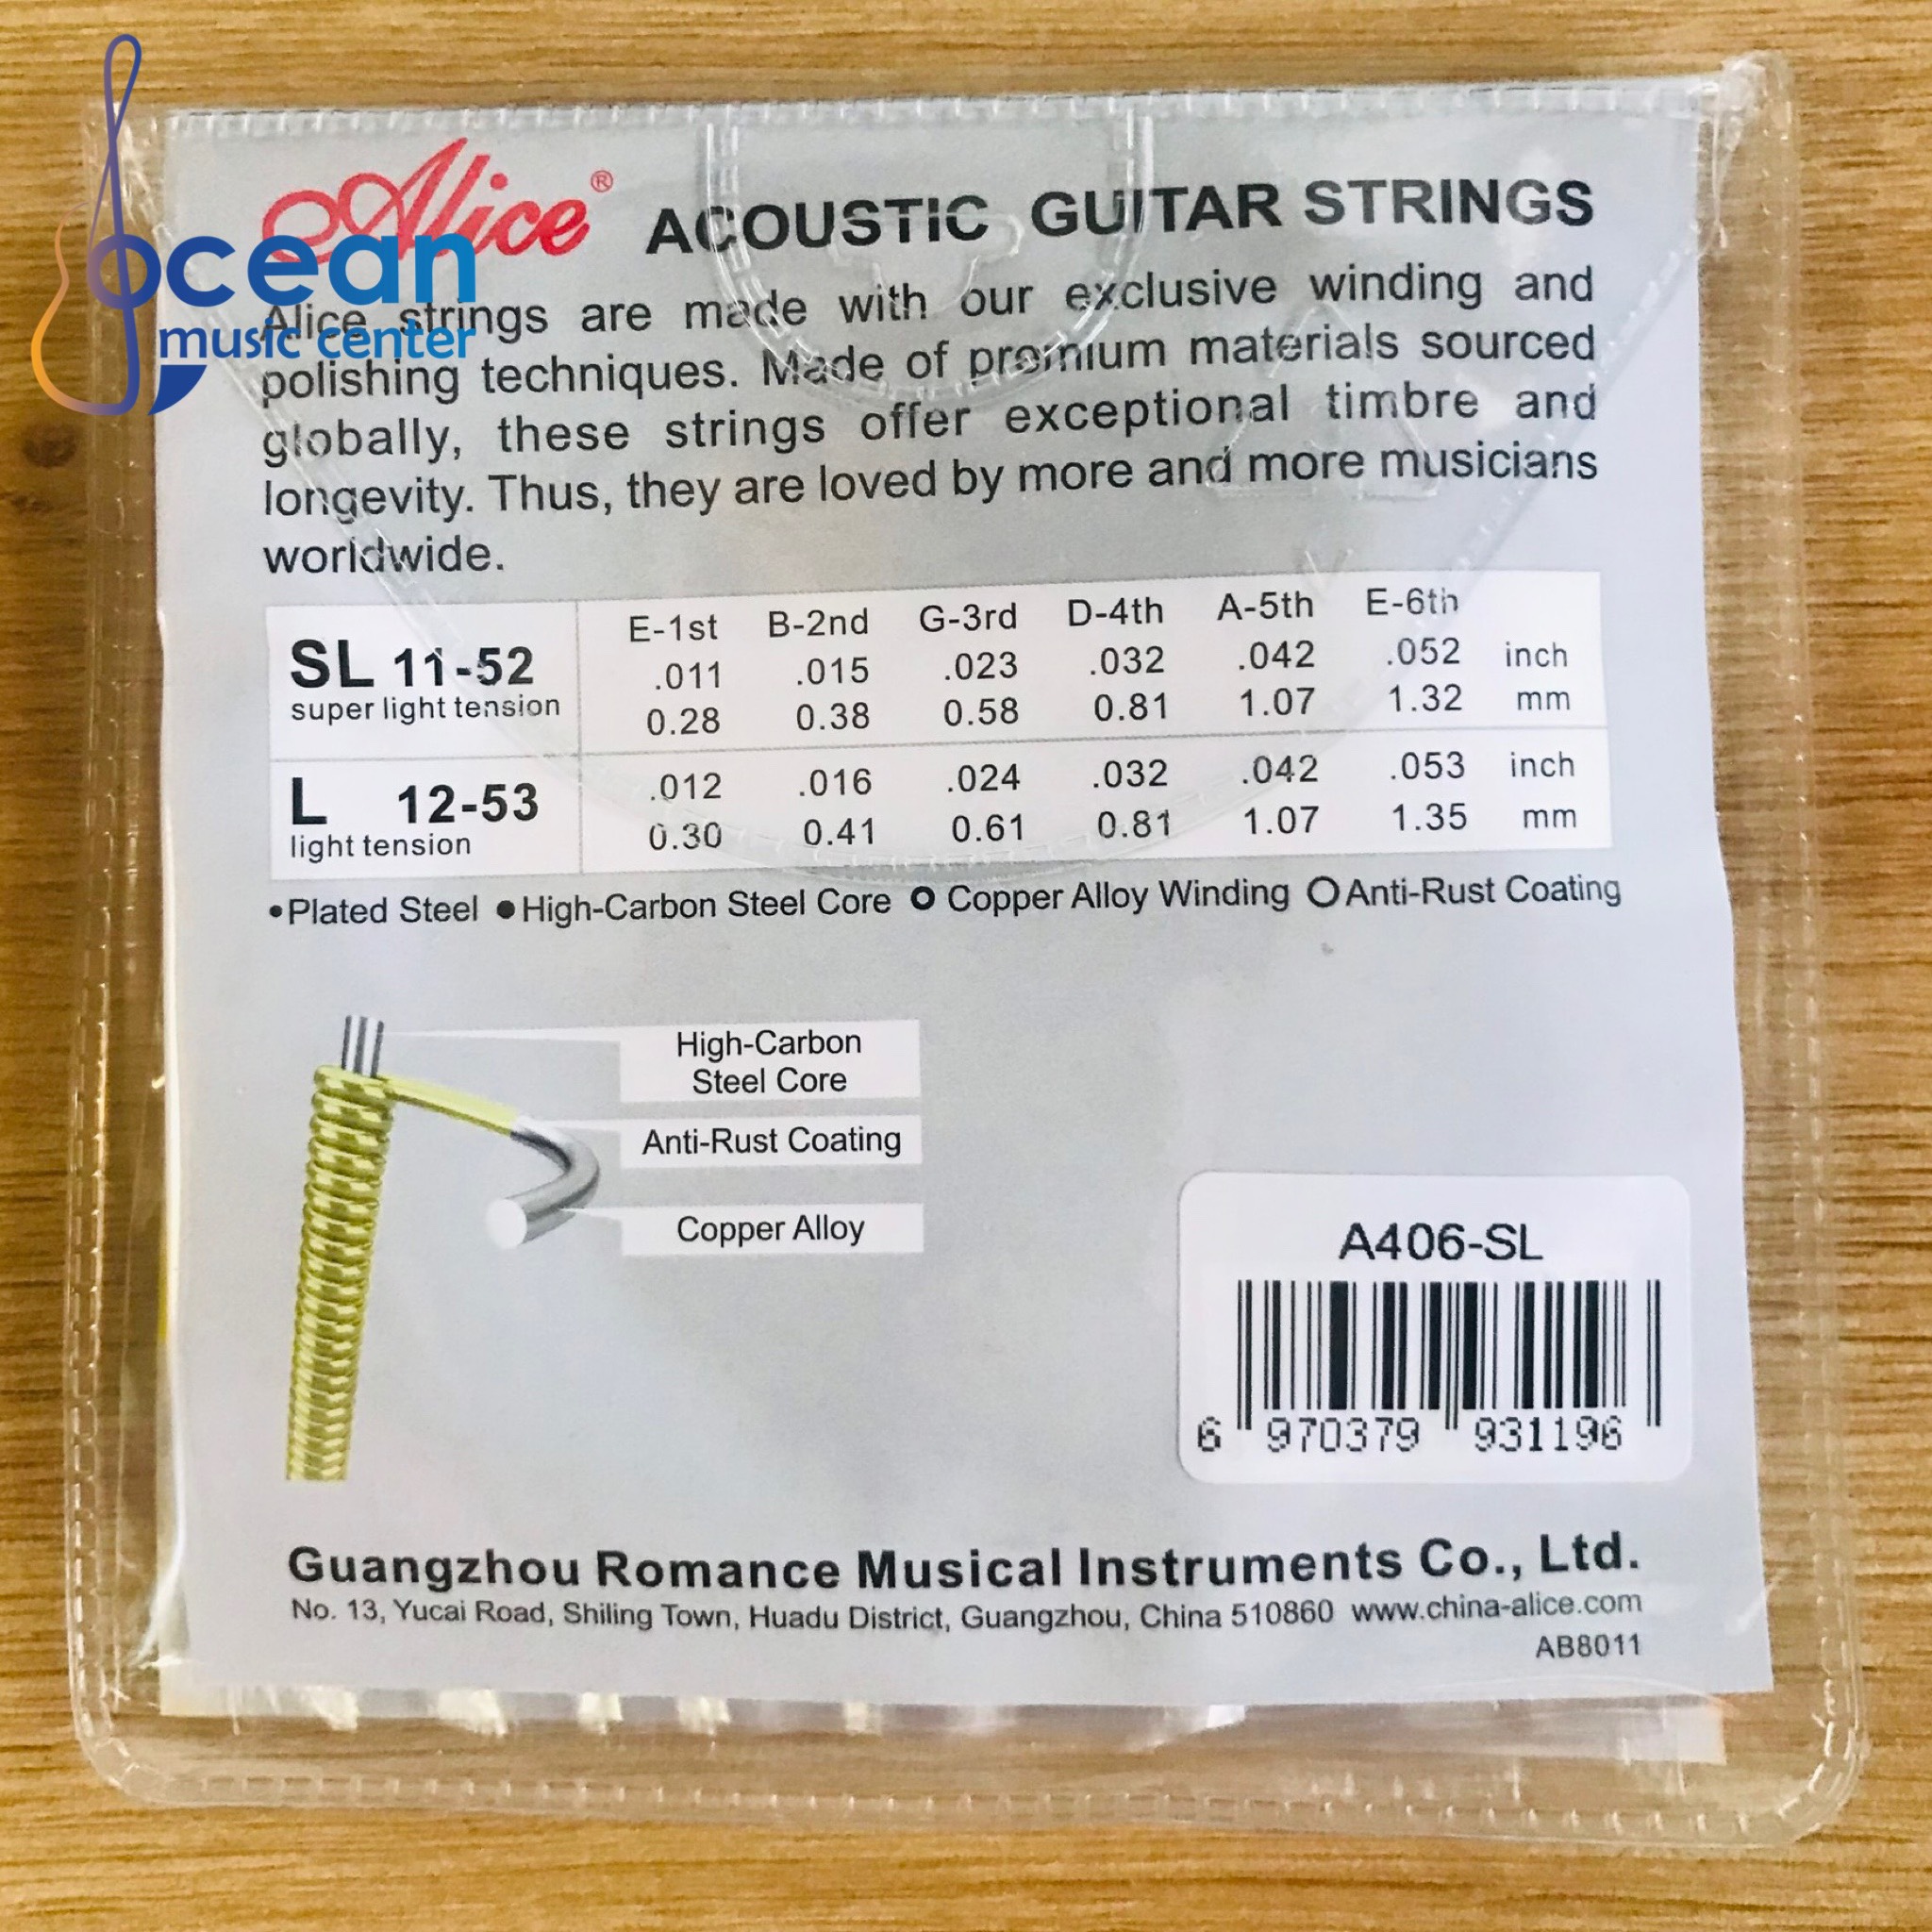 ocean
music center
Alice® ACOUSTIC GUITAR STRINGS
Alice strings are made with our exclusive winding and
polishing techniques. Made of premium materials sourced
globally, these strings offer exceptional timbre and
longevity. Thus, they are loved by more and more musicians
worldwide.
E-1st B-2nd G-3rd D-4th A-5th E-6th
SL 11-52 .011 .015 .023 .032 .042 .052 inch
super light tension 0.28 0.38 0.58 0.81 1.07 1.32 mm
L 12-53 .012 .016 .024 .032 .042 .053 inch
light tension 0.30 0.41 0.61 0.81 1.07 1.35 mm
•Plated Steel ●High-Carbon Steel Core O Copper Alloy Winding O Anti-Rust Coating
High-Carbon
Steel Core
Anti-Rust Coating
Copper Alloy
A406-SL
6 970379 931196
Guangzhou Romance Musical Instruments Co., Ltd.
No. 13, Yucai Road, Shiling Town, Huadu District, Guangzhou, China 510860 www.china-alice.com
AB8011